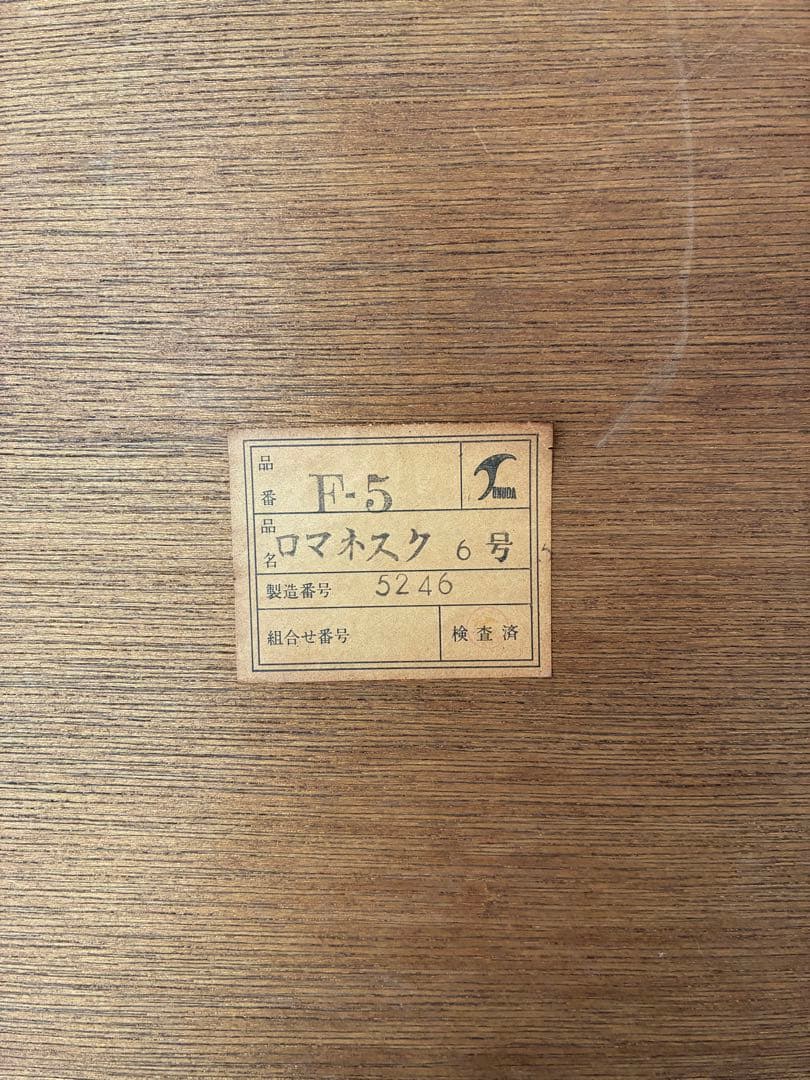 品番 F-5
TSUNODA
品名 ロマネスク 6号
製造番号 5246
組合せ番号
検査済